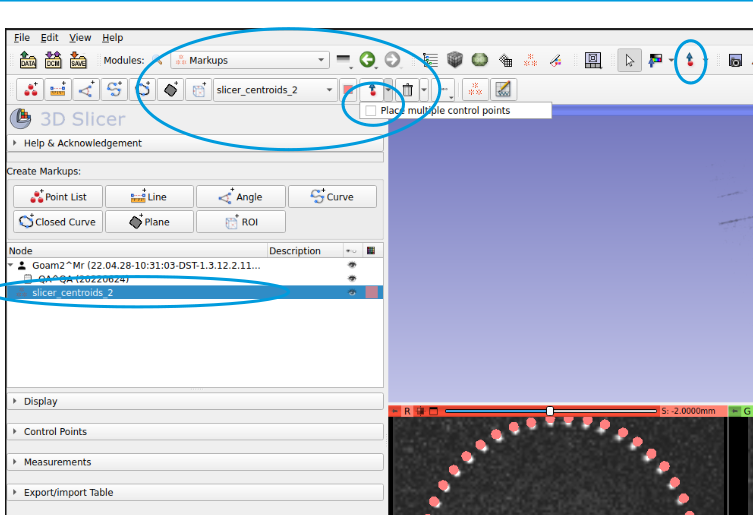 File Edit View Help
DATA DCM SAVE Modules: Markups
slicer_centroids_2
Place multiple control points
3D Slicer
Help & Acknowledgement
Create Markups:
Point List Line Angle Curve
Closed Curve Plane ROI
Node Description
Goam2^Mr (22.04.28-10:31:03-DST-1.3.12.2.11...
QA^QA (20220624)
slicer_centroids_2
Display
R S: -2.0000mm G
Control Points
Measurements
Export/import Table